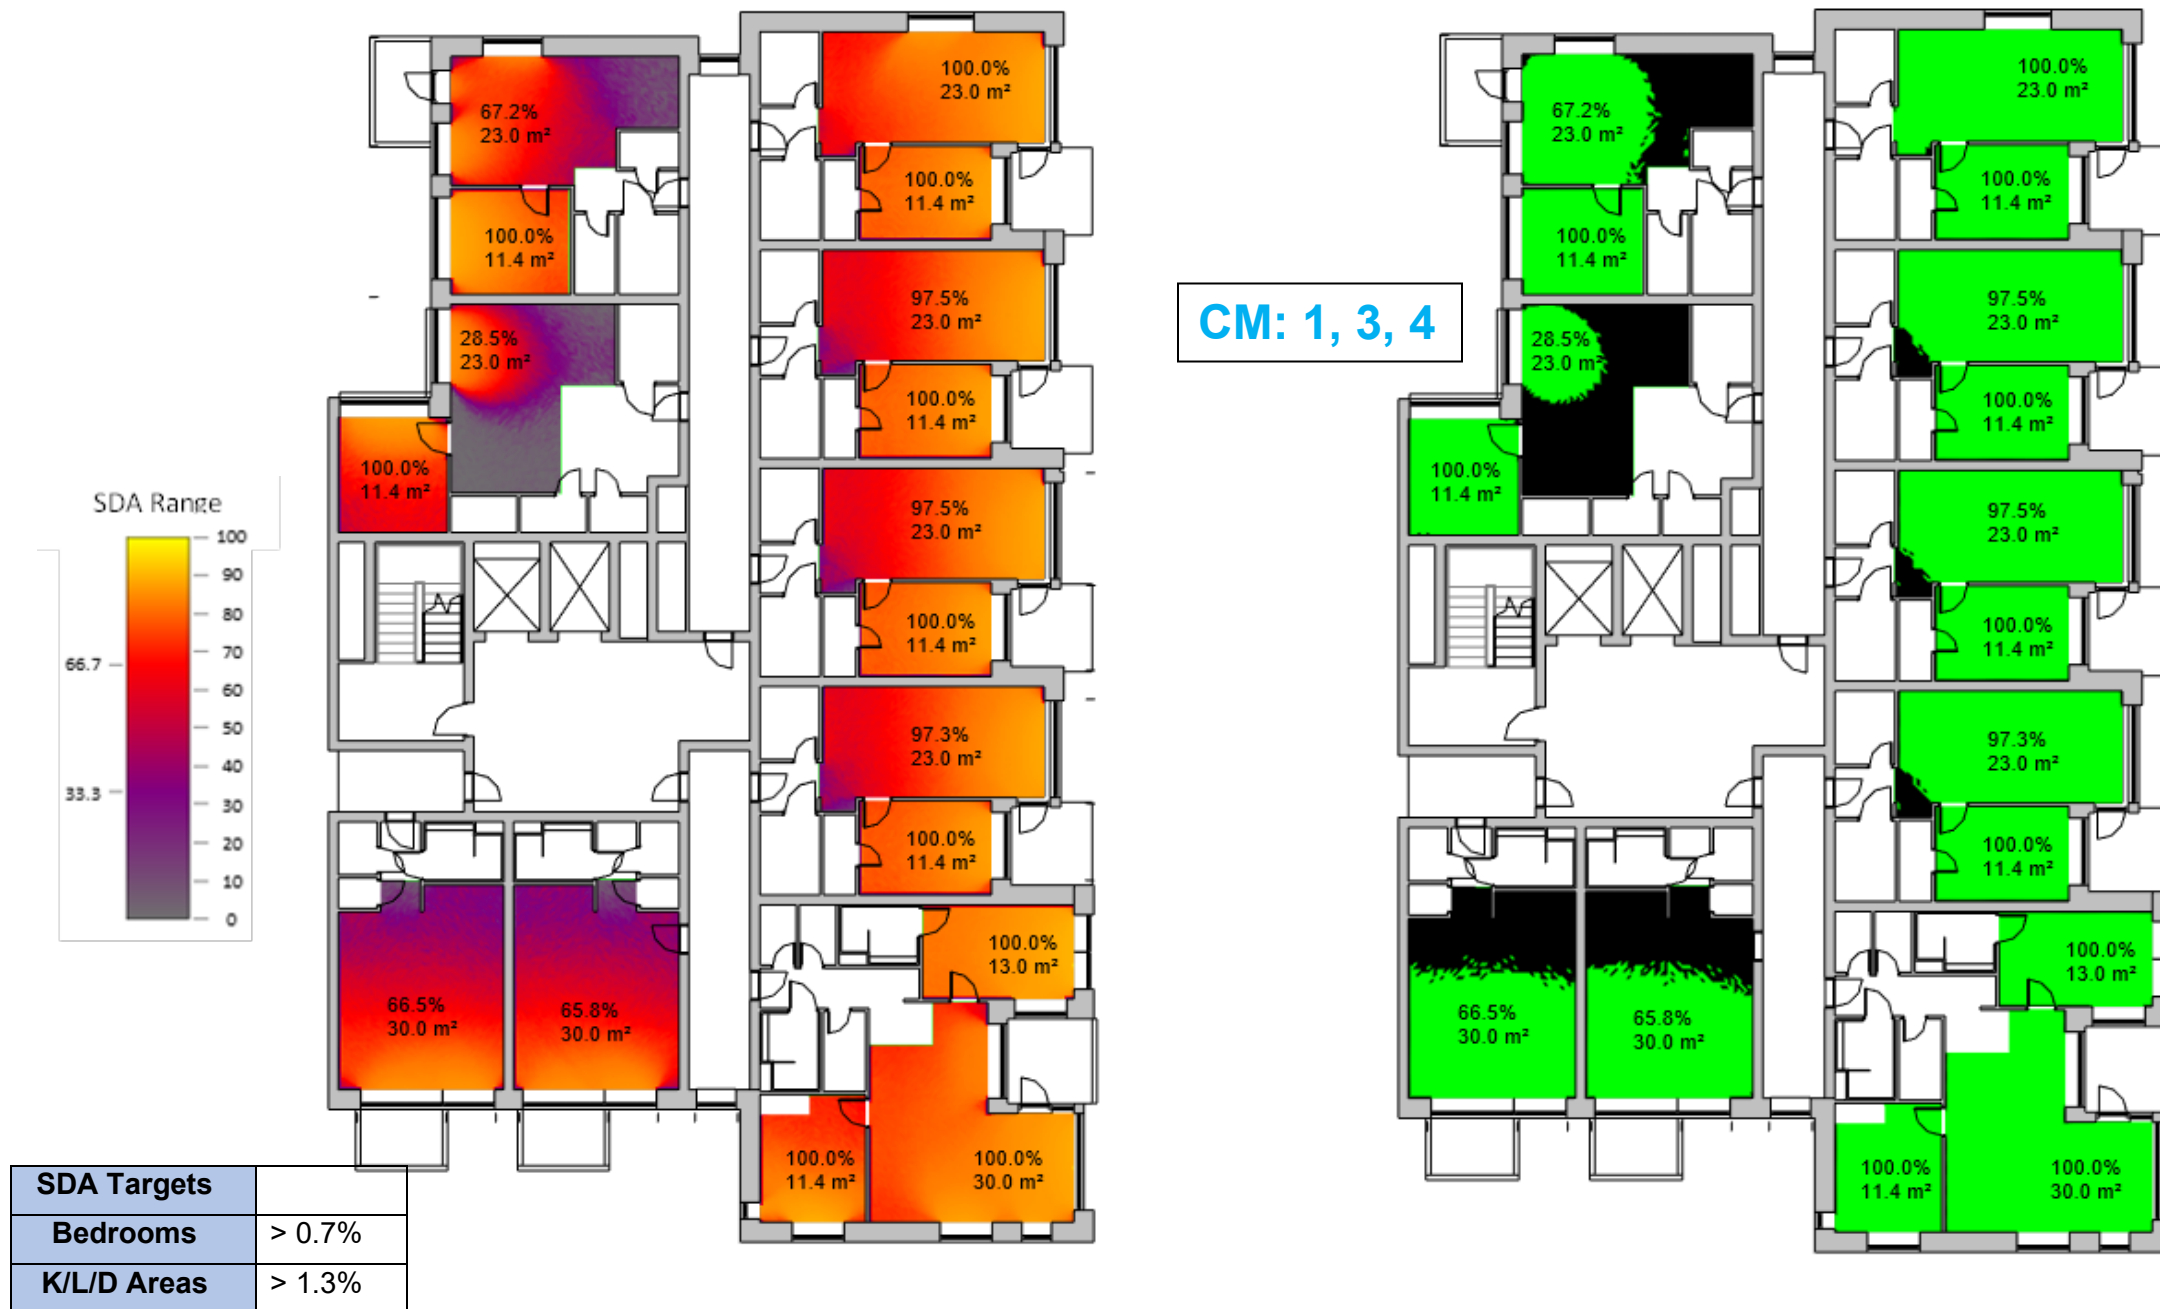 67.2%
23.0 m²
100.0%
11.4 m²
28.5%
23.0 m²
100.0%
11.4 m²
100.0%
23.0 m²
100.0%
11.4 m²
97.5%
23.0 m²
100.0%
11.4 m²
97.5%
23.0 m²
100.0%
11.4 m²
97.3%
23.0 m²
100.0%
11.4 m²
100.0%
13.0 m²
66.5%
30.0 m²
65.8%
30.0 m²
100.0%
11.4 m²
100.0%
30.0 m²
SDA Range
100
90
80
70
66.7
60
50
40
33.3
30
20
10
0
SDA Targets
Bedrooms > 0.7%
K/L/D Areas > 1.3%
CM: 1, 3, 4
67.2%
23.0 m²
100.0%
11.4 m²
28.5%
23.0 m²
100.0%
11.4 m²
100.0%
23.0 m²
100.0%
11.4 m²
97.5%
23.0 m²
100.0%
11.4 m²
97.5%
23.0 m²
100.0%
11.4 m²
97.3%
23.0 m²
100.0%
11.4 m²
100.0%
13.0 m²
66.5%
30.0 m²
65.8%
30.0 m²
100.0%
11.4 m²
100.0%
30.0 m²